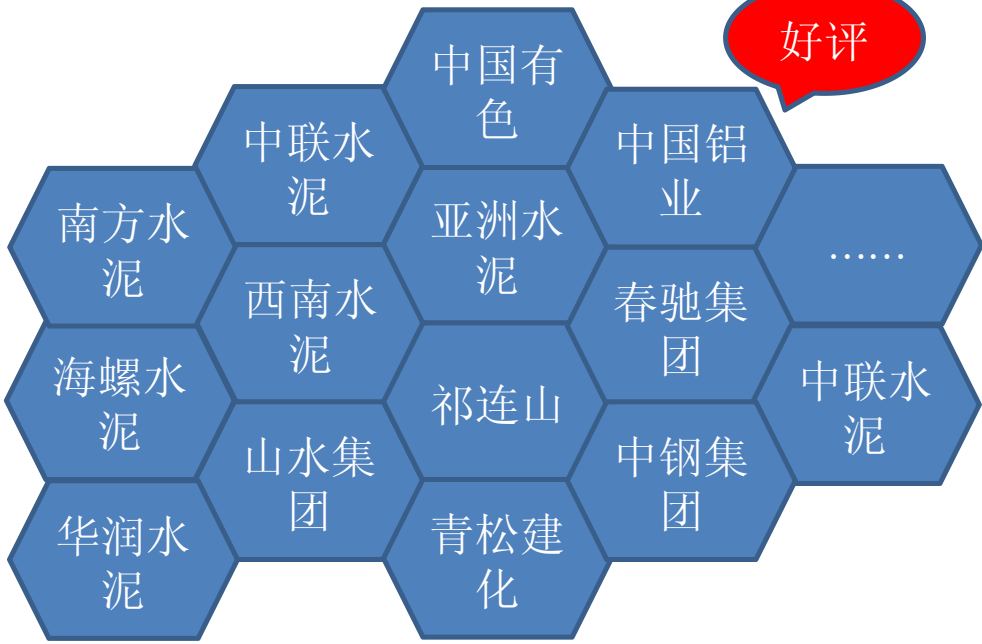 好评
中国有
色
中联水
泥
中国铝
业
南方水
泥
亚洲水
泥
……
西南水
泥
春驰集
团
海螺水
泥
祁连山
中联水
泥
山水集
团
中钢集
团
华润水
泥
青松建
化